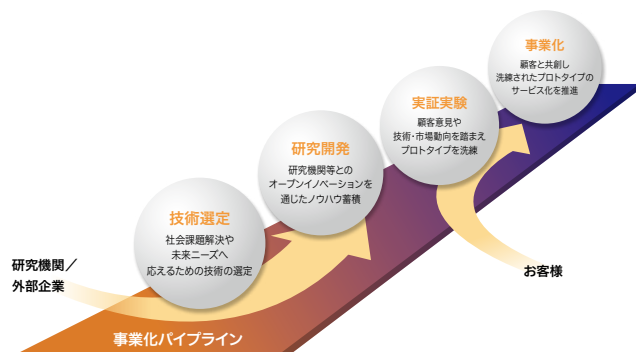 事業化
顧客と共創し
洗練されたプロトタイプの
サービス化を推進
実証実験
顧客意見や
技術・市場動向を踏まえ
プロトタイプを洗練
研究開発
研究機関等との
オープンイノベーションを
通じたノウハウ蓄積
技術選定
社会課題解決や
未来ニーズへ
応えるための技術の選定
研究機関／
外部企業
お客様
事業化パイプライン